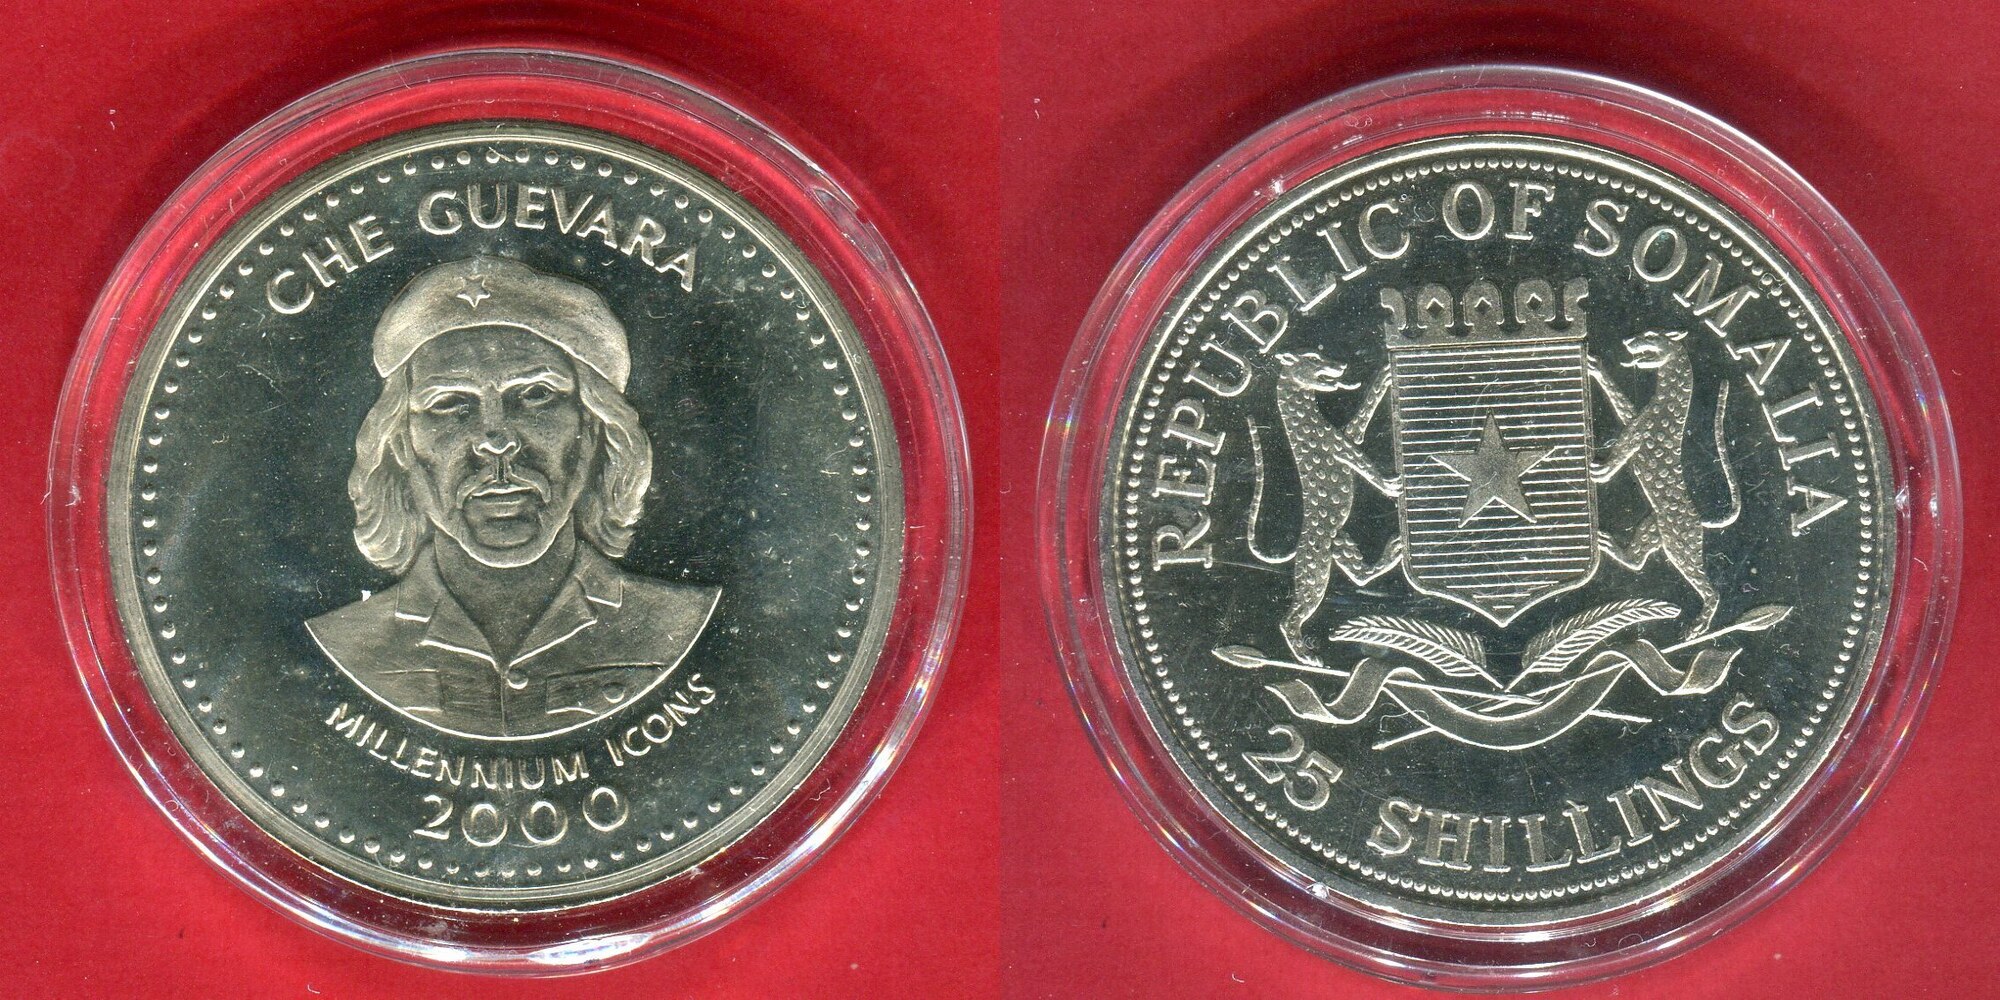 CHE GUEVARA
MILLENNIUM ICONS
2000
REPUBLIC OF SOMALIA
25 SHILLINGS